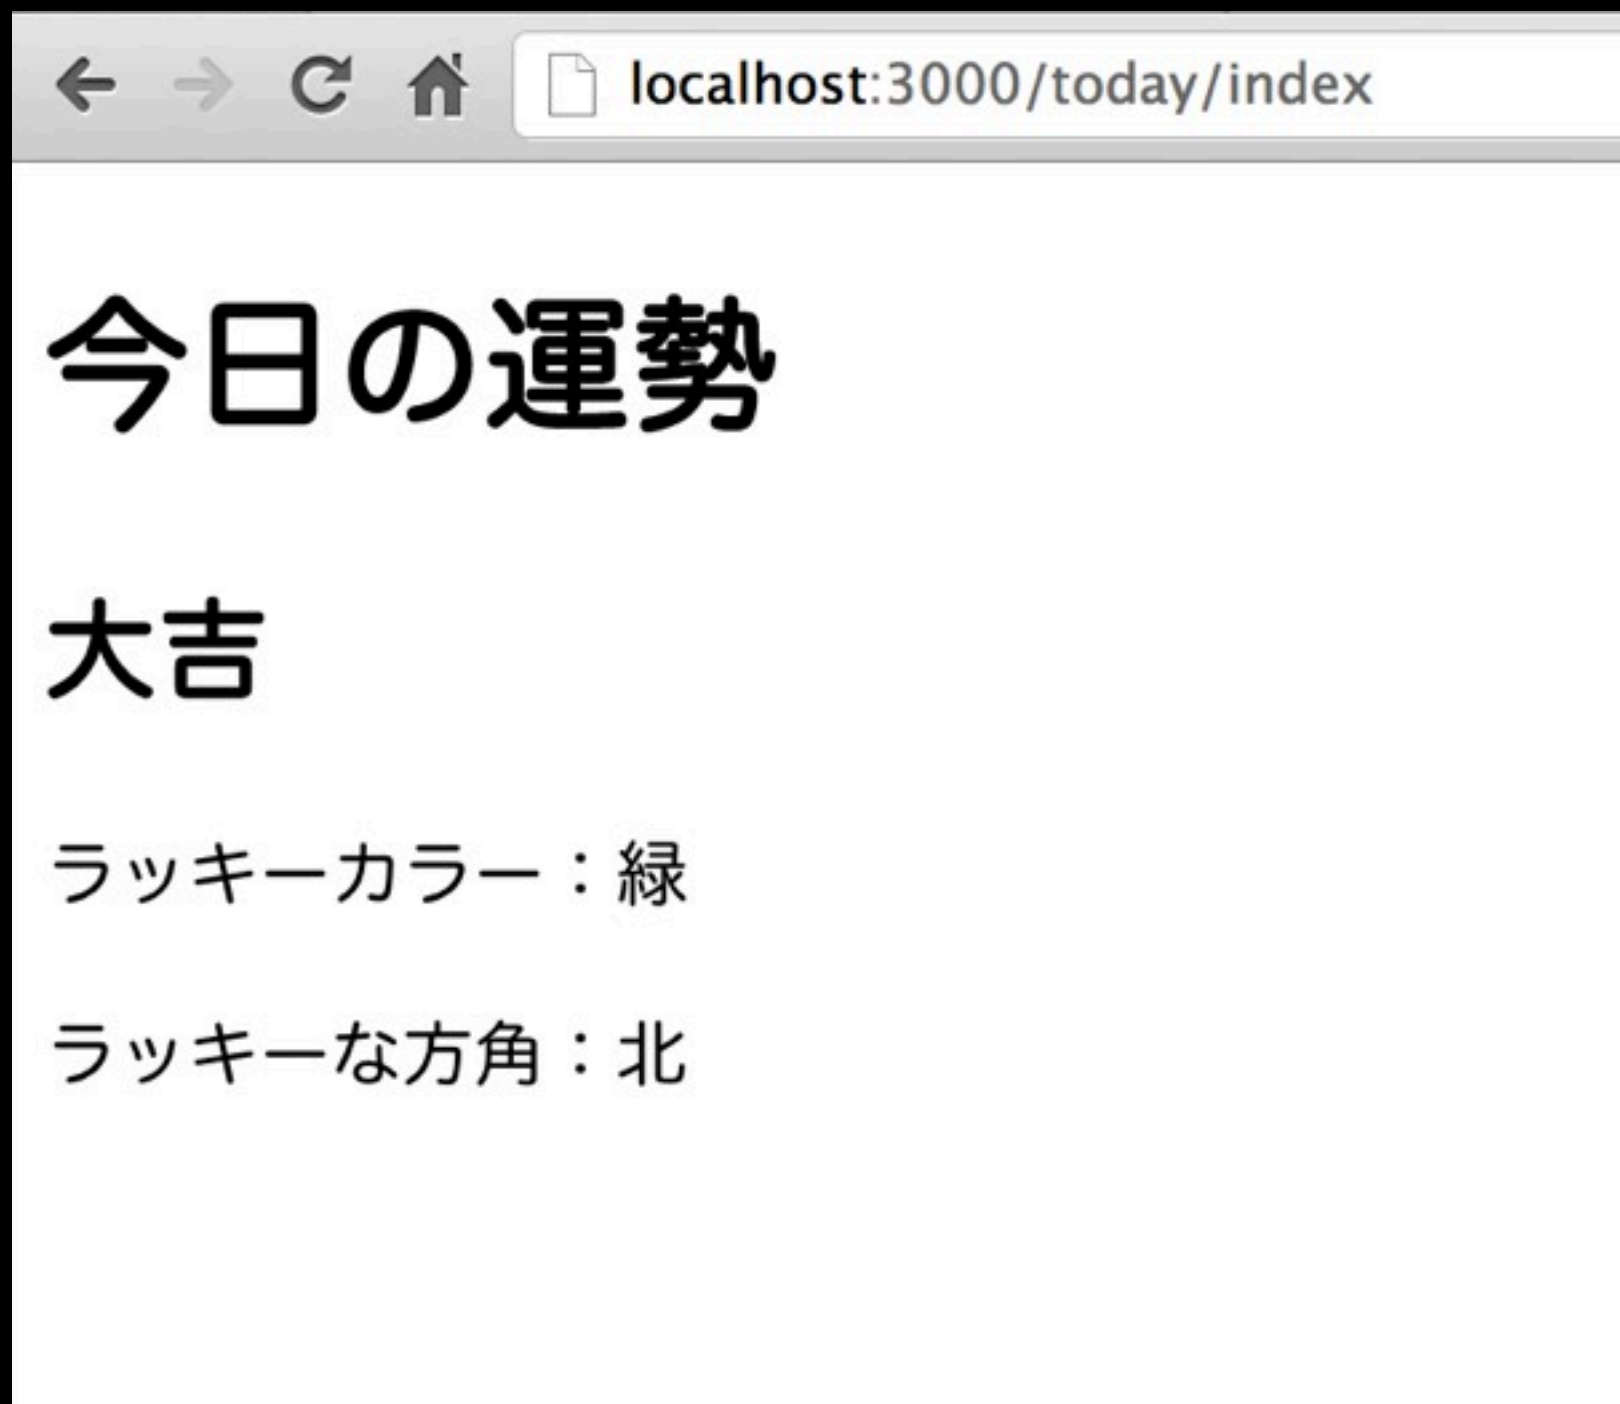 localhost:3000/today/index
今日の運勢
大吉
ラッキーカラー：緑
ラッキーな方角：北